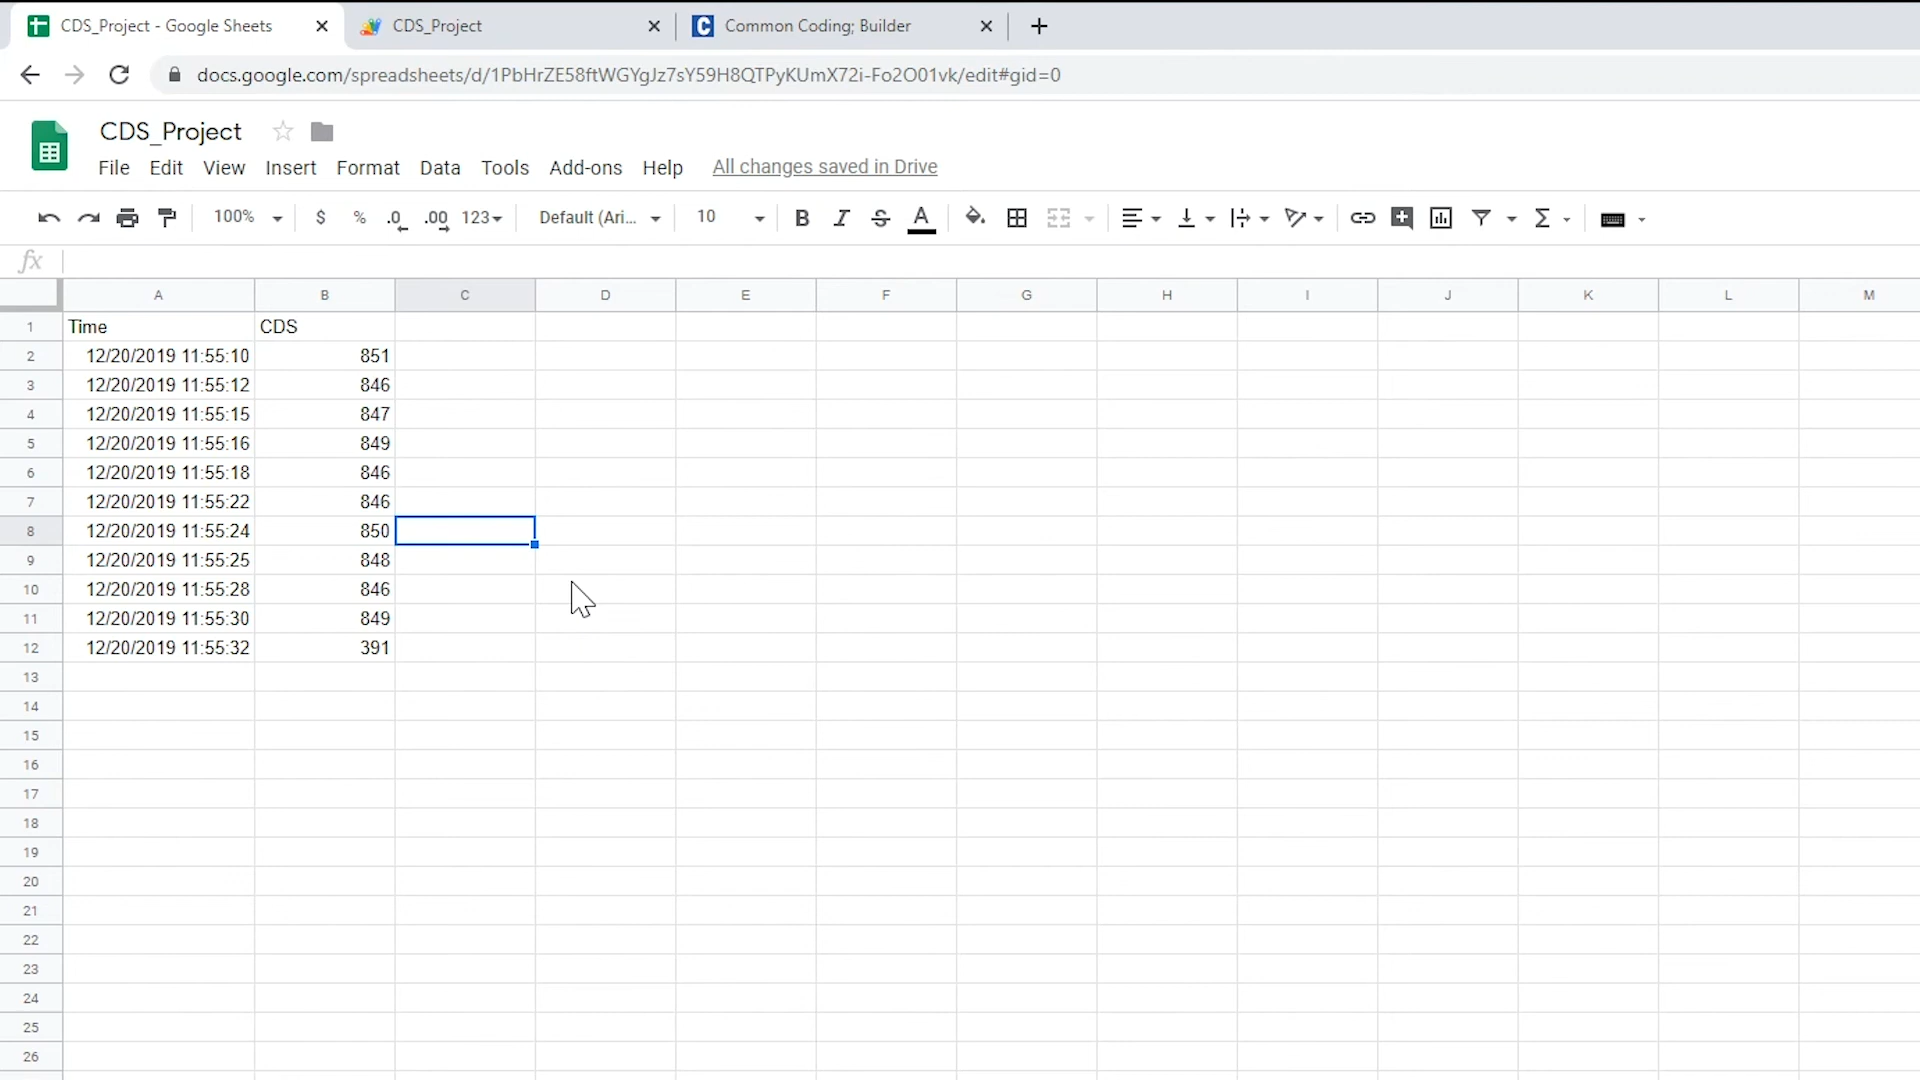 CDS_Project - Google Sheets CDS_Project Common Coding; Builder
docs.google.com/spreadsheets/d/1PbHrZE58ftWGYgJz7sY59H8QTPyKUmX72i-Fo2O01vk/edit#gid=0
CDS_Project
File Edit View Insert Format Data Tools Add-ons Help All changes saved in Drive
100% $ % .0 .00 123 Default (Ari... 10 B I S A
fx
A B C D E F G H I J K L M
1 Time CDS
2 12/20/2019 11:55:10 851
3 12/20/2019 11:55:12 846
4 12/20/2019 11:55:15 847
5 12/20/2019 11:55:16 849
6 12/20/2019 11:55:18 846
7 12/20/2019 11:55:22 846
8 12/20/2019 11:55:24 850
9 12/20/2019 11:55:25 848
10 12/20/2019 11:55:28 846
11 12/20/2019 11:55:30 849
12 12/20/2019 11:55:32 391
13
14
15
16
17
18
19
20
21
22
23
24
25
26